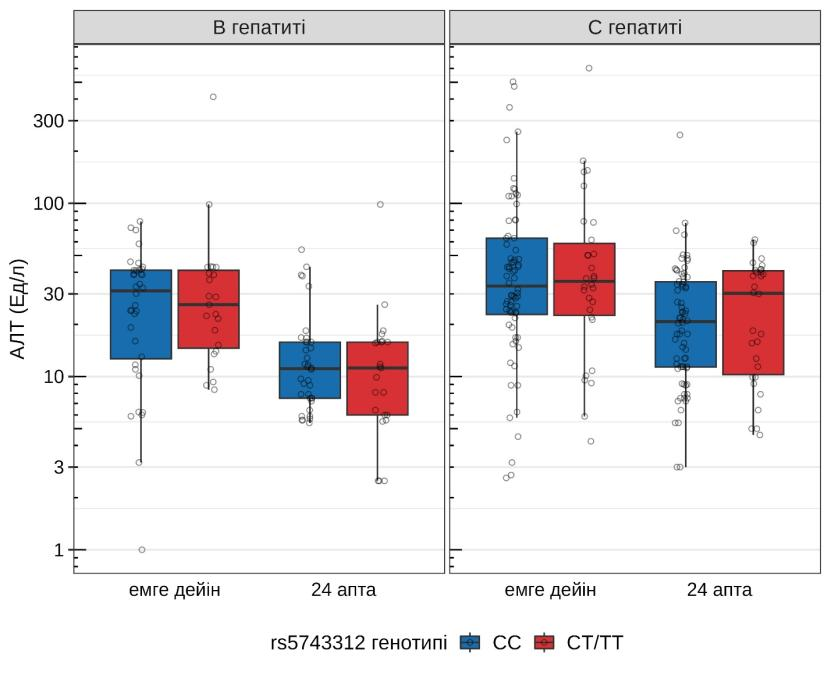 В гепатиті
С гепатиті
АЛТ (Ед/л)
300
100
30
10
3
1
емге дейін
24 апта
емге дейін
24 апта
rs5743312 генотипі CC CT/TT